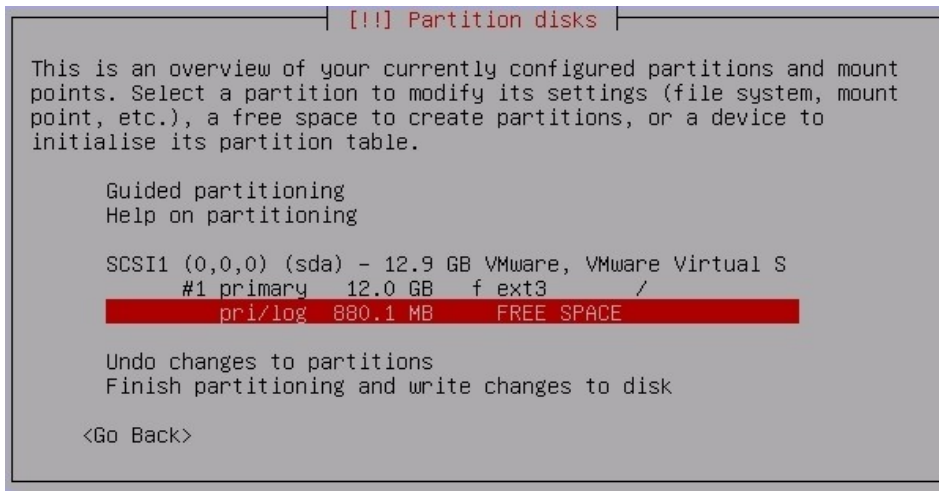 [!!] Partition disks
This is an overview of your currently configured partitions and mount
points. Select a partition to modify its settings (file system, mount
point, etc.), a free space to create partitions, or a device to
initialise its partition table.
Guided partitioning
Help on partitioning
SCSI1 (0,0,0) (sda) - 12.9 GB VMware, VMware Virtual S
#1 primary 12.0 GB f ext3 /
pri/log 880.1 MB FREE SPACE
Undo changes to partitions
Finish partitioning and write changes to disk
<Go Back>